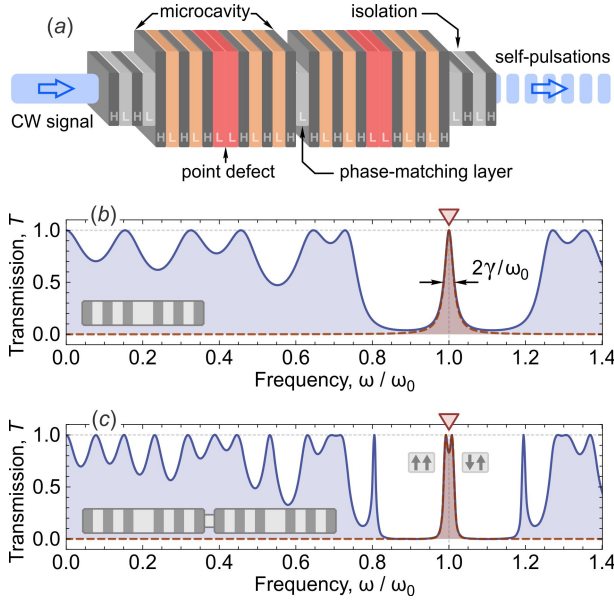 (a)
microcavity
isolation
self-pulsations
CW signal
H L H L H L H L H L L H L H L H L H L H L H L L H L H L H L H L H
point defect
phase-matching layer
(b)
Transmission, T
1.0
0.5
0.0
2γ/ω0
0.0 0.2 0.4 0.6 0.8 1.0 1.2 1.4
Frequency, ω / ω0
(c)
Transmission, T
1.0
0.5
0
↑↑ ↓↑
0.0 0.2 0.4 0.6 0.8 1.0 1.2 1.4
Frequency, ω / ω0